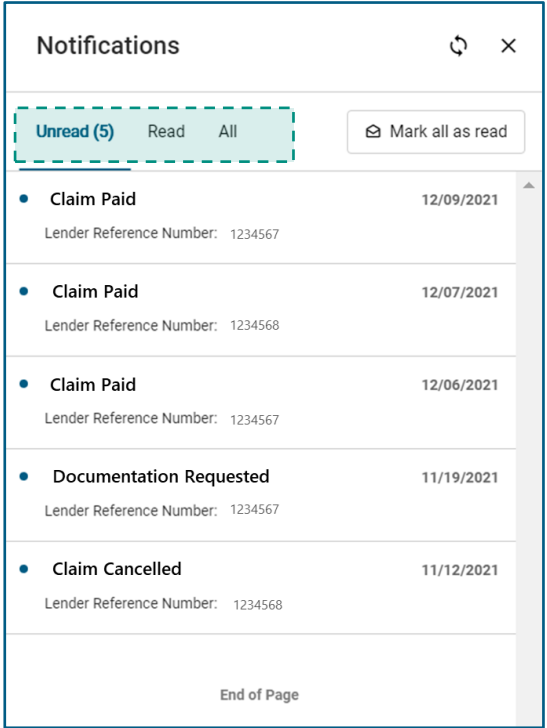 Notifications
Unread (5) Read All Mark all as read
Claim Paid 12/09/2021
Lender Reference Number: 1234567
Claim Paid 12/07/2021
Lender Reference Number: 1234568
Claim Paid 12/06/2021
Lender Reference Number: 1234567
Documentation Requested 11/19/2021
Lender Reference Number: 1234567
Claim Cancelled 11/12/2021
Lender Reference Number: 1234568
End of Page